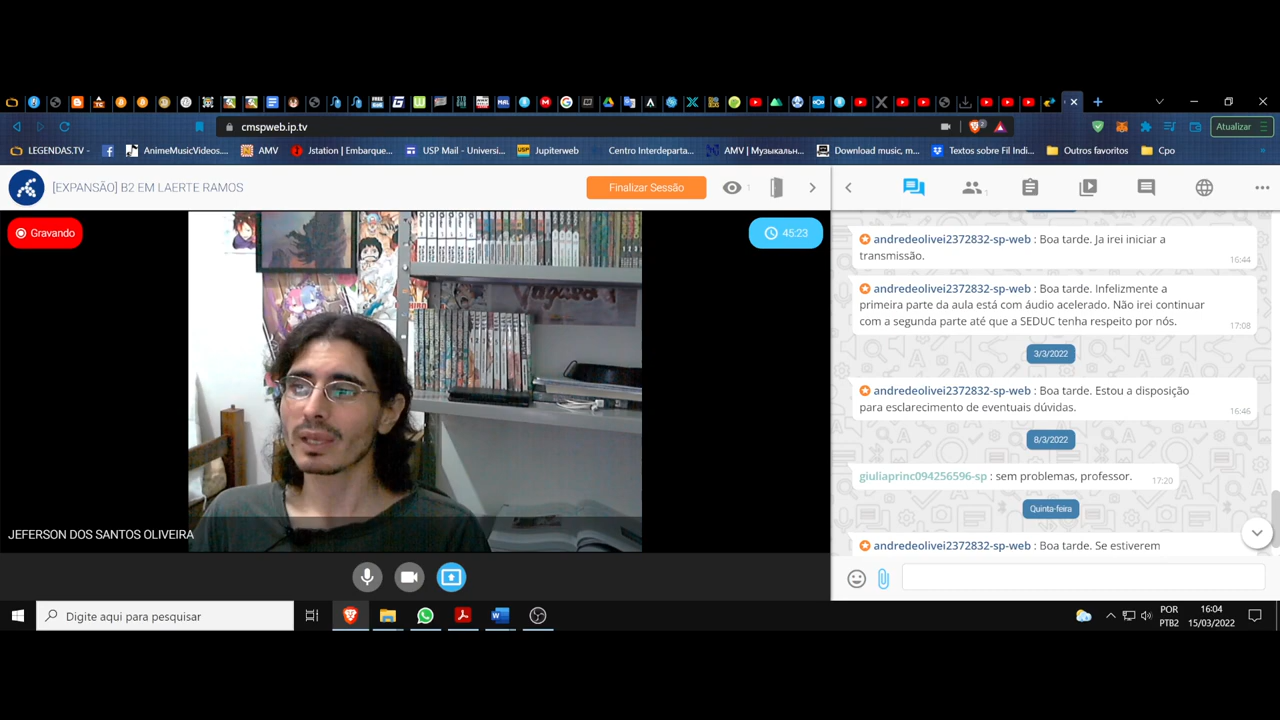 cmspweb.ip.tv
2
Atualizar
LEGENDAS.TV -
AnimeMusicVideos...
AMV
Jstation | Embarque...
USP Mail - Universi...
Jupiterweb
Centro Interdeparta...
AMV | Музыкальн...
Download music, m...
Textos sobre Fil Indi...
Outros favoritos
Cpo
[EXPANSÃO] B2 EM LAERTE RAMOS
Finalizar Sessão
1
1
Gravando
45:23
JEFERSON DOS SANTOS OLIVEIRA
andredeolivei2372832-sp-web : Boa tarde. Ja irei iniciar a
transmissão.
16:44
andredeolivei2372832-sp-web : Boa tarde. Infelizmente a
primeira parte da aula está com áudio acelerado. Não irei continuar
com a segunda parte até que a SEDUC tenha respeito por nós.
17:08
3/3/2022
andredeolivei2372832-sp-web : Boa tarde. Estou a disposição
para esclarecimento de eventuais dúvidas.
16:46
8/3/2022
giuliaprinc094256596-sp : sem problemas, professor.
17:20
Quinta-feira
andredeolivei2372832-sp-web : Boa tarde. Se estiverem
Digite aqui para pesquisar
POR
PTB2
16:04
15/03/2022